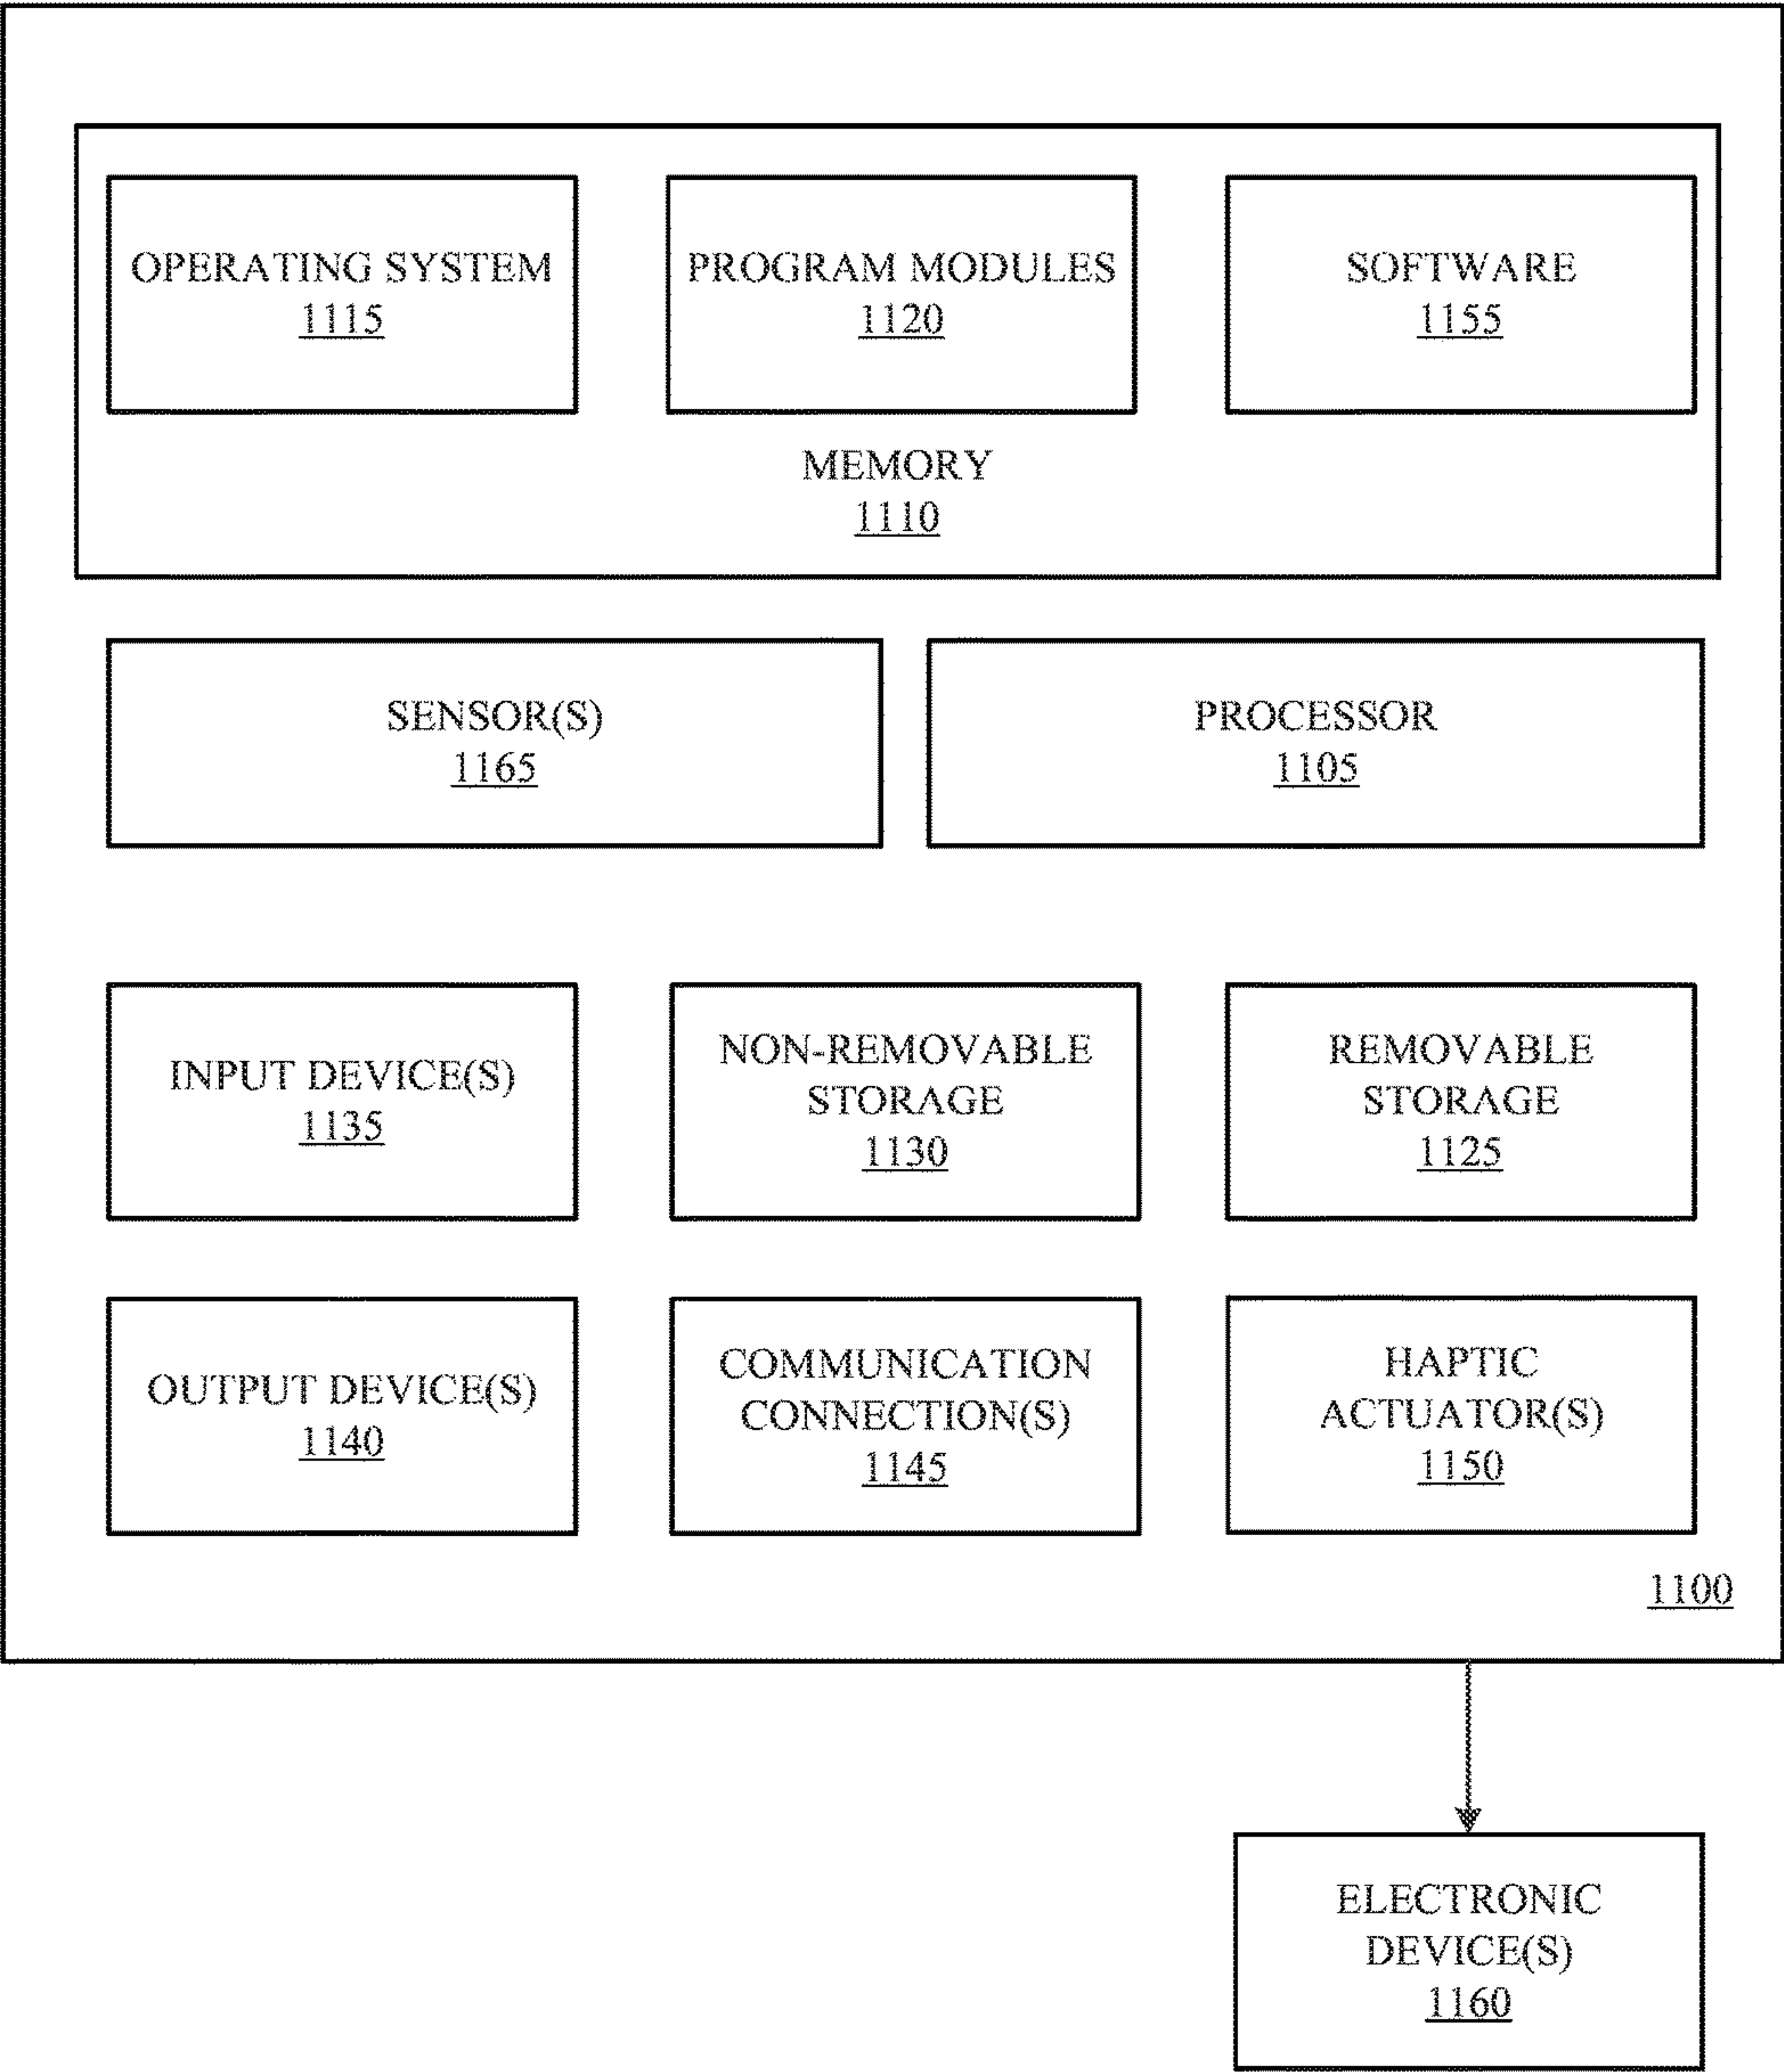 OPERATING SYSTEM
1115
PROGRAM MODULES
1120
SOFTWARE
1155
MEMORY
1110
SENSOR(S)
1165
PROCESSOR
1105
INPUT DEVICE(S)
1135
NON-REMOVABLE
STORAGE
1130
REMOVABLE
STORAGE
1125
OUTPUT DEVICE(S)
1140
COMMUNICATION
CONNECTION(S)
1145
HAPTIC
ACTUATOR(S)
1150
1100
ELECTRONIC
DEVICE(S)
1160